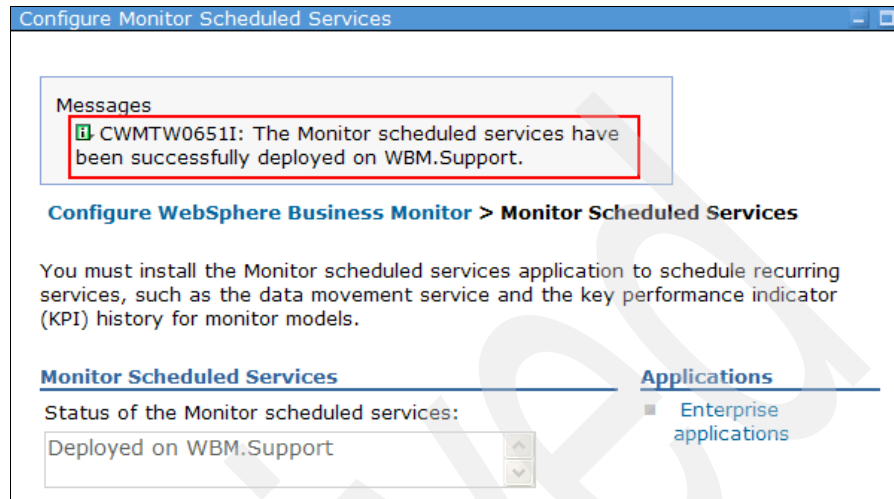 Configure Monitor Scheduled Services
Messages
CWMTW0651I: The Monitor scheduled services have
been successfully deployed on WBM.Support.
Configure WebSphere Business Monitor > Monitor Scheduled Services
You must install the Monitor scheduled services application to schedule recurring
services, such as the data movement service and the key performance indicator
(KPI) history for monitor models.
Monitor Scheduled Services
Status of the Monitor scheduled services:
Deployed on WBM.Support
Applications
Enterprise
applications